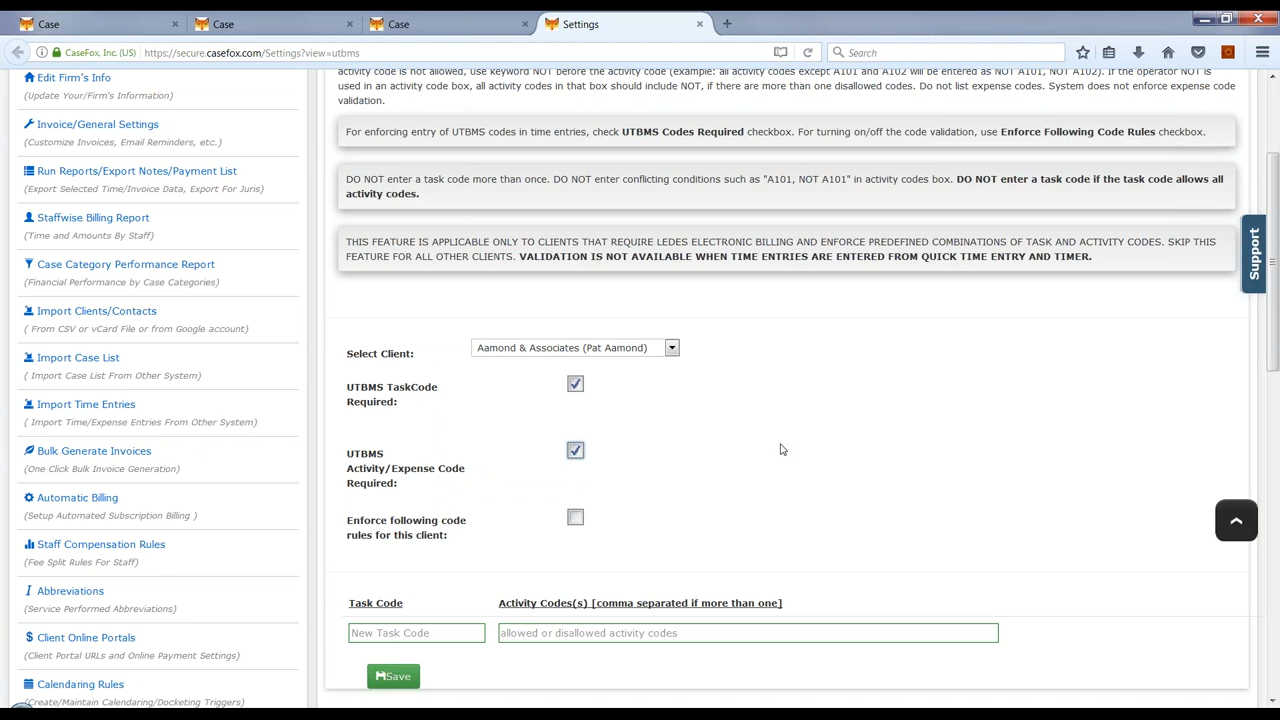 Case × Case × Case × Settings × +
CaseFox, Inc. (US) https://secure.casefox.com/Settings?view=utbms Search
Edit Firm's Info
(Update Your/Firm's Information)
Invoice/General Settings
(Customize Invoices, Email Reminders, etc.)
Run Reports/Export Notes/Payment List
(Export Selected Time/Invoice Data, Export For Juris)
Staffwise Billing Report
(Time and Amounts By Staff)
Case Category Performance Report
(Financial Performance by Case Categories)
Import Clients/Contacts
( From CSV or vCard File or from Google account)
Import Case List
( Import Case List From Other System)
Import Time Entries
( Import Time/Expense Entries From Other System)
Bulk Generate Invoices
(One Click Bulk Invoice Generation)
Automatic Billing
(Setup Automated Subscription Billing )
Staff Compensation Rules
(Fee Split Rules For Staff)
Abbreviations
(Service Performed Abbreviations)
Client Online Portals
(Client Portal URLs and Online Payment Settings)
Calendaring Rules
(Create/Maintain Calendaring/Docketing Triggers)
activity code is not allowed, use keyword NOT before the activity code (example: all activity codes except A101 and A102 will be entered as NOT A101, NOT A102). If the operator NOT is
used in an activity code box, all activity codes in that box should include NOT, if there are more than one disallowed codes. Do not list expense codes. System does not enforce expense code
validation.
For enforcing entry of UTBMS codes in time entries, check UTBMS Codes Required checkbox. For turning on/off the code validation, use Enforce Following Code Rules checkbox.
DO NOT enter a task code more than once. DO NOT enter conflicting conditions such as "A101, NOT A101" in activity codes box. DO NOT enter a task code if the task code allows all
activity codes.
THIS FEATURE IS APPLICABLE ONLY TO CLIENTS THAT REQUIRE LEDES ELECTRONIC BILLING AND ENFORCE PREDEFINED COMBINATIONS OF TASK AND ACTIVITY CODES. SKIP THIS
FEATURE FOR ALL OTHER CLIENTS. VALIDATION IS NOT AVAILABLE WHEN TIME ENTRIES ARE ENTERED FROM QUICK TIME ENTRY AND TIMER.
Select Client: Aamond & Associates (Pat Aamond)
UTBMS TaskCode
Required:
UTBMS
Activity/Expense Code
Required:
Enforce following code
rules for this client:
Task Code Activity Codes(s) [comma separated if more than one]
New Task Code allowed or disallowed activity codes
Save
Support